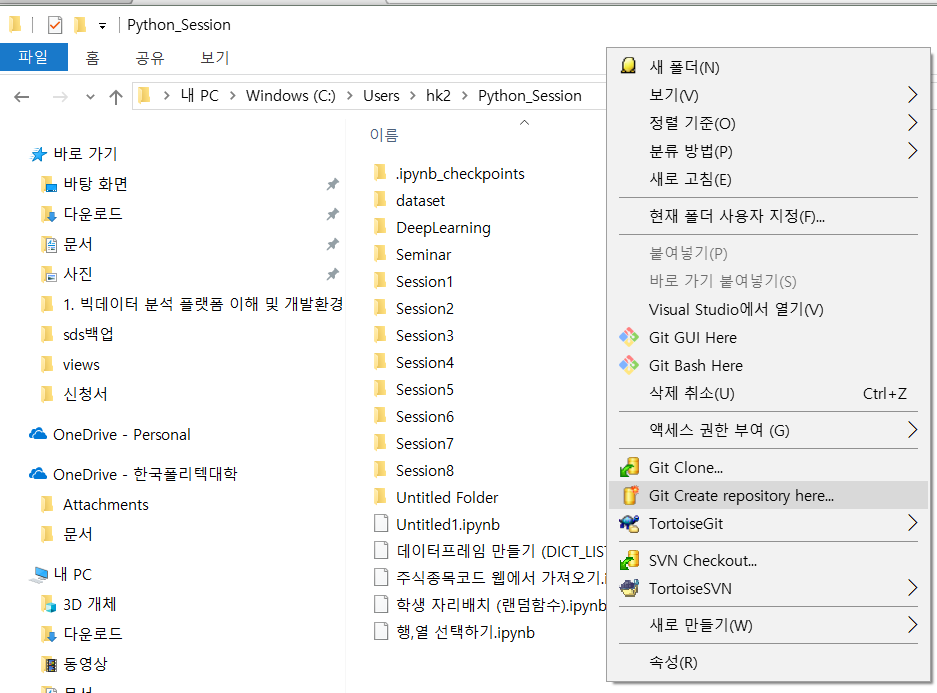 Python_Session
파일 홈 공유 보기
내 PC > Windows (C:) > Users > hk2 > Python_Session
바로 가기
바탕 화면
다운로드
문서
사진
1. 빅데이터 분석 플랫폼 이해 및 개발환경
sds백업
views
신청서
OneDrive - Personal
OneDrive - 한국폴리텍대학
Attachments
문서
내 PC
3D 개체
다운로드
동영상
문서
이름
.ipynb_checkpoints
dataset
DeepLearning
Seminar
Session1
Session2
Session3
Session4
Session5
Session6
Session7
Session8
Untitled Folder
Untitled1.ipynb
데이터프레임 만들기 (DICT_LIST
주식종목코드 웹에서 가져오기.i
학생 자리배치 (랜덤함수).ipynb
행,열 선택하기.ipynb
새 폴더(N)
보기(V)
정렬 기준(O)
분류 방법(P)
새로 고침(E)
현재 폴더 사용자 지정(F)...
붙여넣기(P)
바로 가기 붙여넣기(S)
Visual Studio에서 열기(V)
Git GUI Here
Git Bash Here
삭제 취소(U) Ctrl+Z
액세스 권한 부여 (G)
Git Clone...
Git Create repository here...
TortoiseGit
SVN Checkout...
TortoiseSVN
새로 만들기(W)
속성(R)